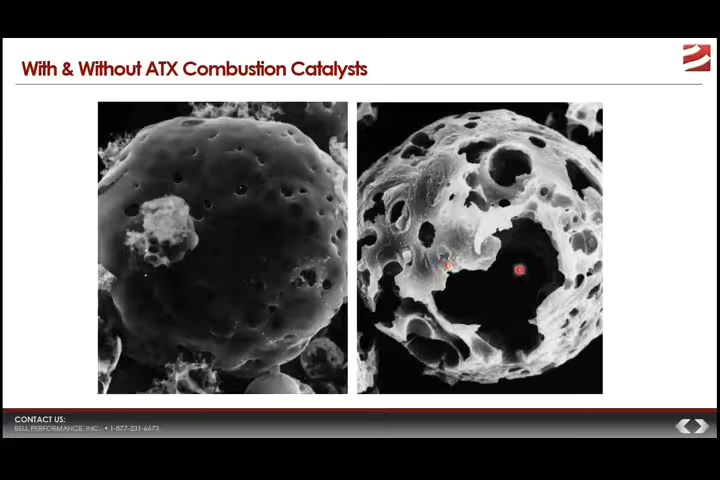 With & Without ATX Combustion Catalysts
CONTACT US:
BELL PERFORMANCE, INC. • 1-877-231-6673